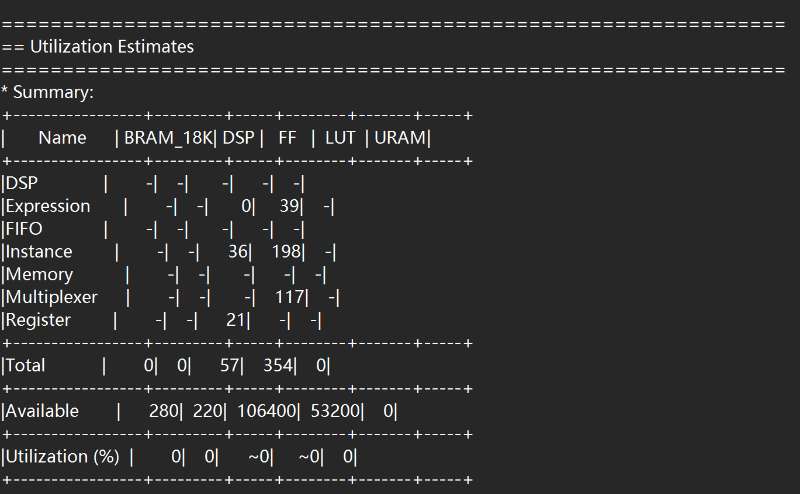 ================================================================
== Utilization Estimates
================================================================
* Summary:
+-----------------+---------+-----+--------+-------+-----+
|       Name      | BRAM_18K| DSP |   FF   |  LUT  | URAM|
+-----------------+---------+-----+--------+-------+-----+
|DSP              |        -|    -|       -|      -|    -|
|Expression       |        -|    -|       0|     39|    -|
|FIFO             |        -|    -|       -|      -|    -|
|Instance         |        -|    -|      36|    198|    -|
|Memory           |        -|    -|       -|      -|    -|
|Multiplexer      |        -|    -|       -|    117|    -|
|Register         |        -|    -|      21|      -|    -|
+-----------------+---------+-----+--------+-------+-----+
|Total            |        0|    0|      57|    354|    0|
+-----------------+---------+-----+--------+-------+-----+
|Available        |      280|  220|  106400|  53200|    0|
+-----------------+---------+-----+--------+-------+-----+
|Utilization (%)  |        0|    0|      ~0|     ~0|    0|
+-----------------+---------+-----+--------+-------+-----+